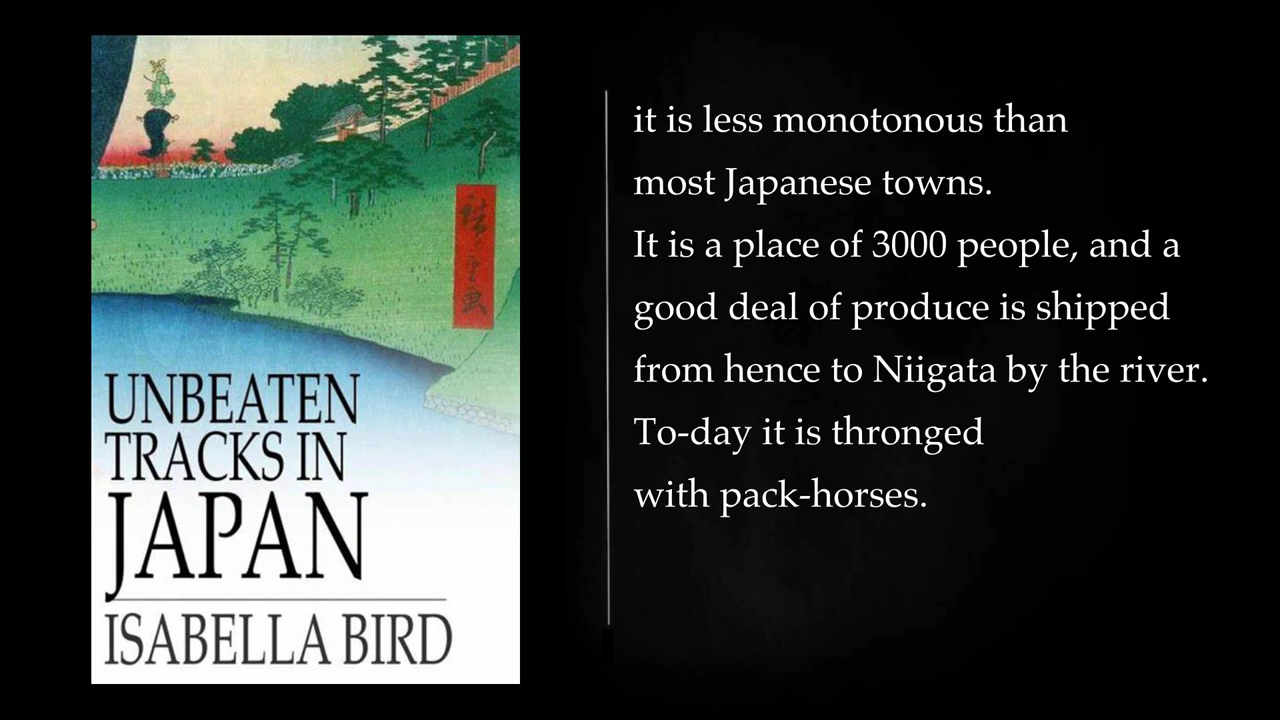 UNBEATEN
TRACKS IN
JAPAN
ISABELLA BIRD
it is less monotonous than
most Japanese towns.
It is a place of 3000 people, and a
good deal of produce is shipped
from hence to Niigata by the river.
To-day it is thronged
with pack-horses.